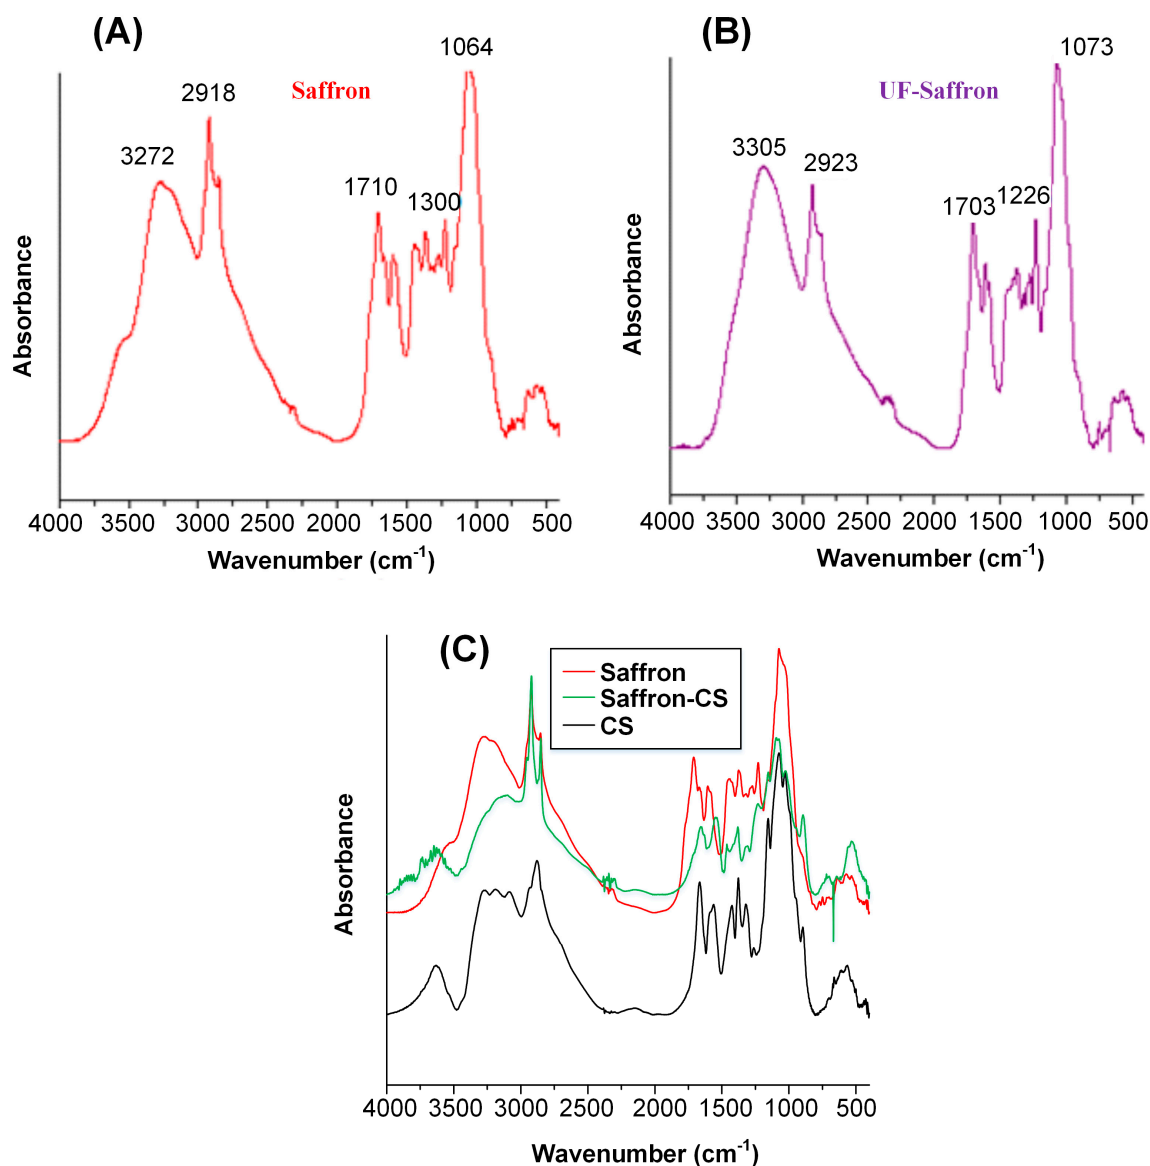 (A)
1064
2918
Saffron
3272
1710
1300
Absorbance
4000 3500 3000 2500 2000 1500 1000 500
Wavenumber (cm-1)
(B)
1073
UF-Saffron
3305
2923
1703
1226
Absorbance
4000 3500 3000 2500 2000 1500 1000 500
Wavenumber (cm-1)
(C)
Saffron
Saffron-CS
CS
Absorbance
4000 3500 3000 2500 2000 1500 1000 500
Wavenumber (cm-1)